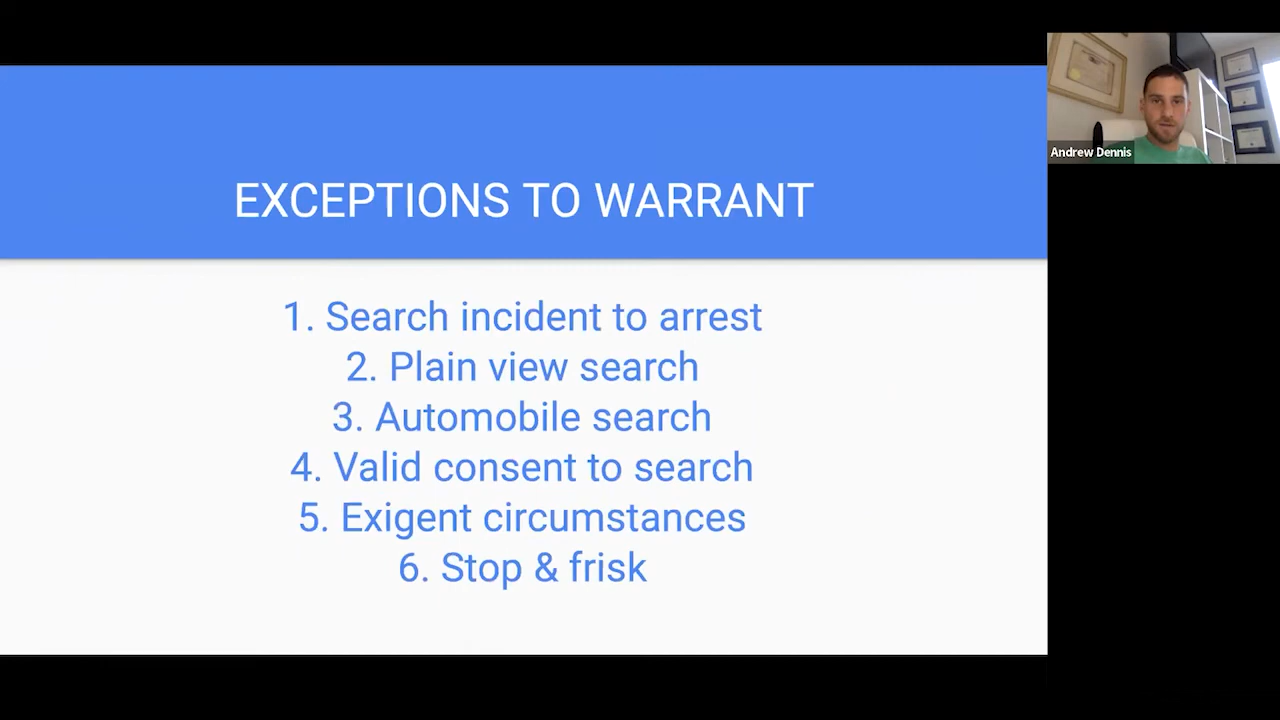 EXCEPTIONS TO WARRANT
1. Search incident to arrest
2. Plain view search
3. Automobile search
4. Valid consent to search
5. Exigent circumstances
6. Stop & frisk
Andrew Dennis